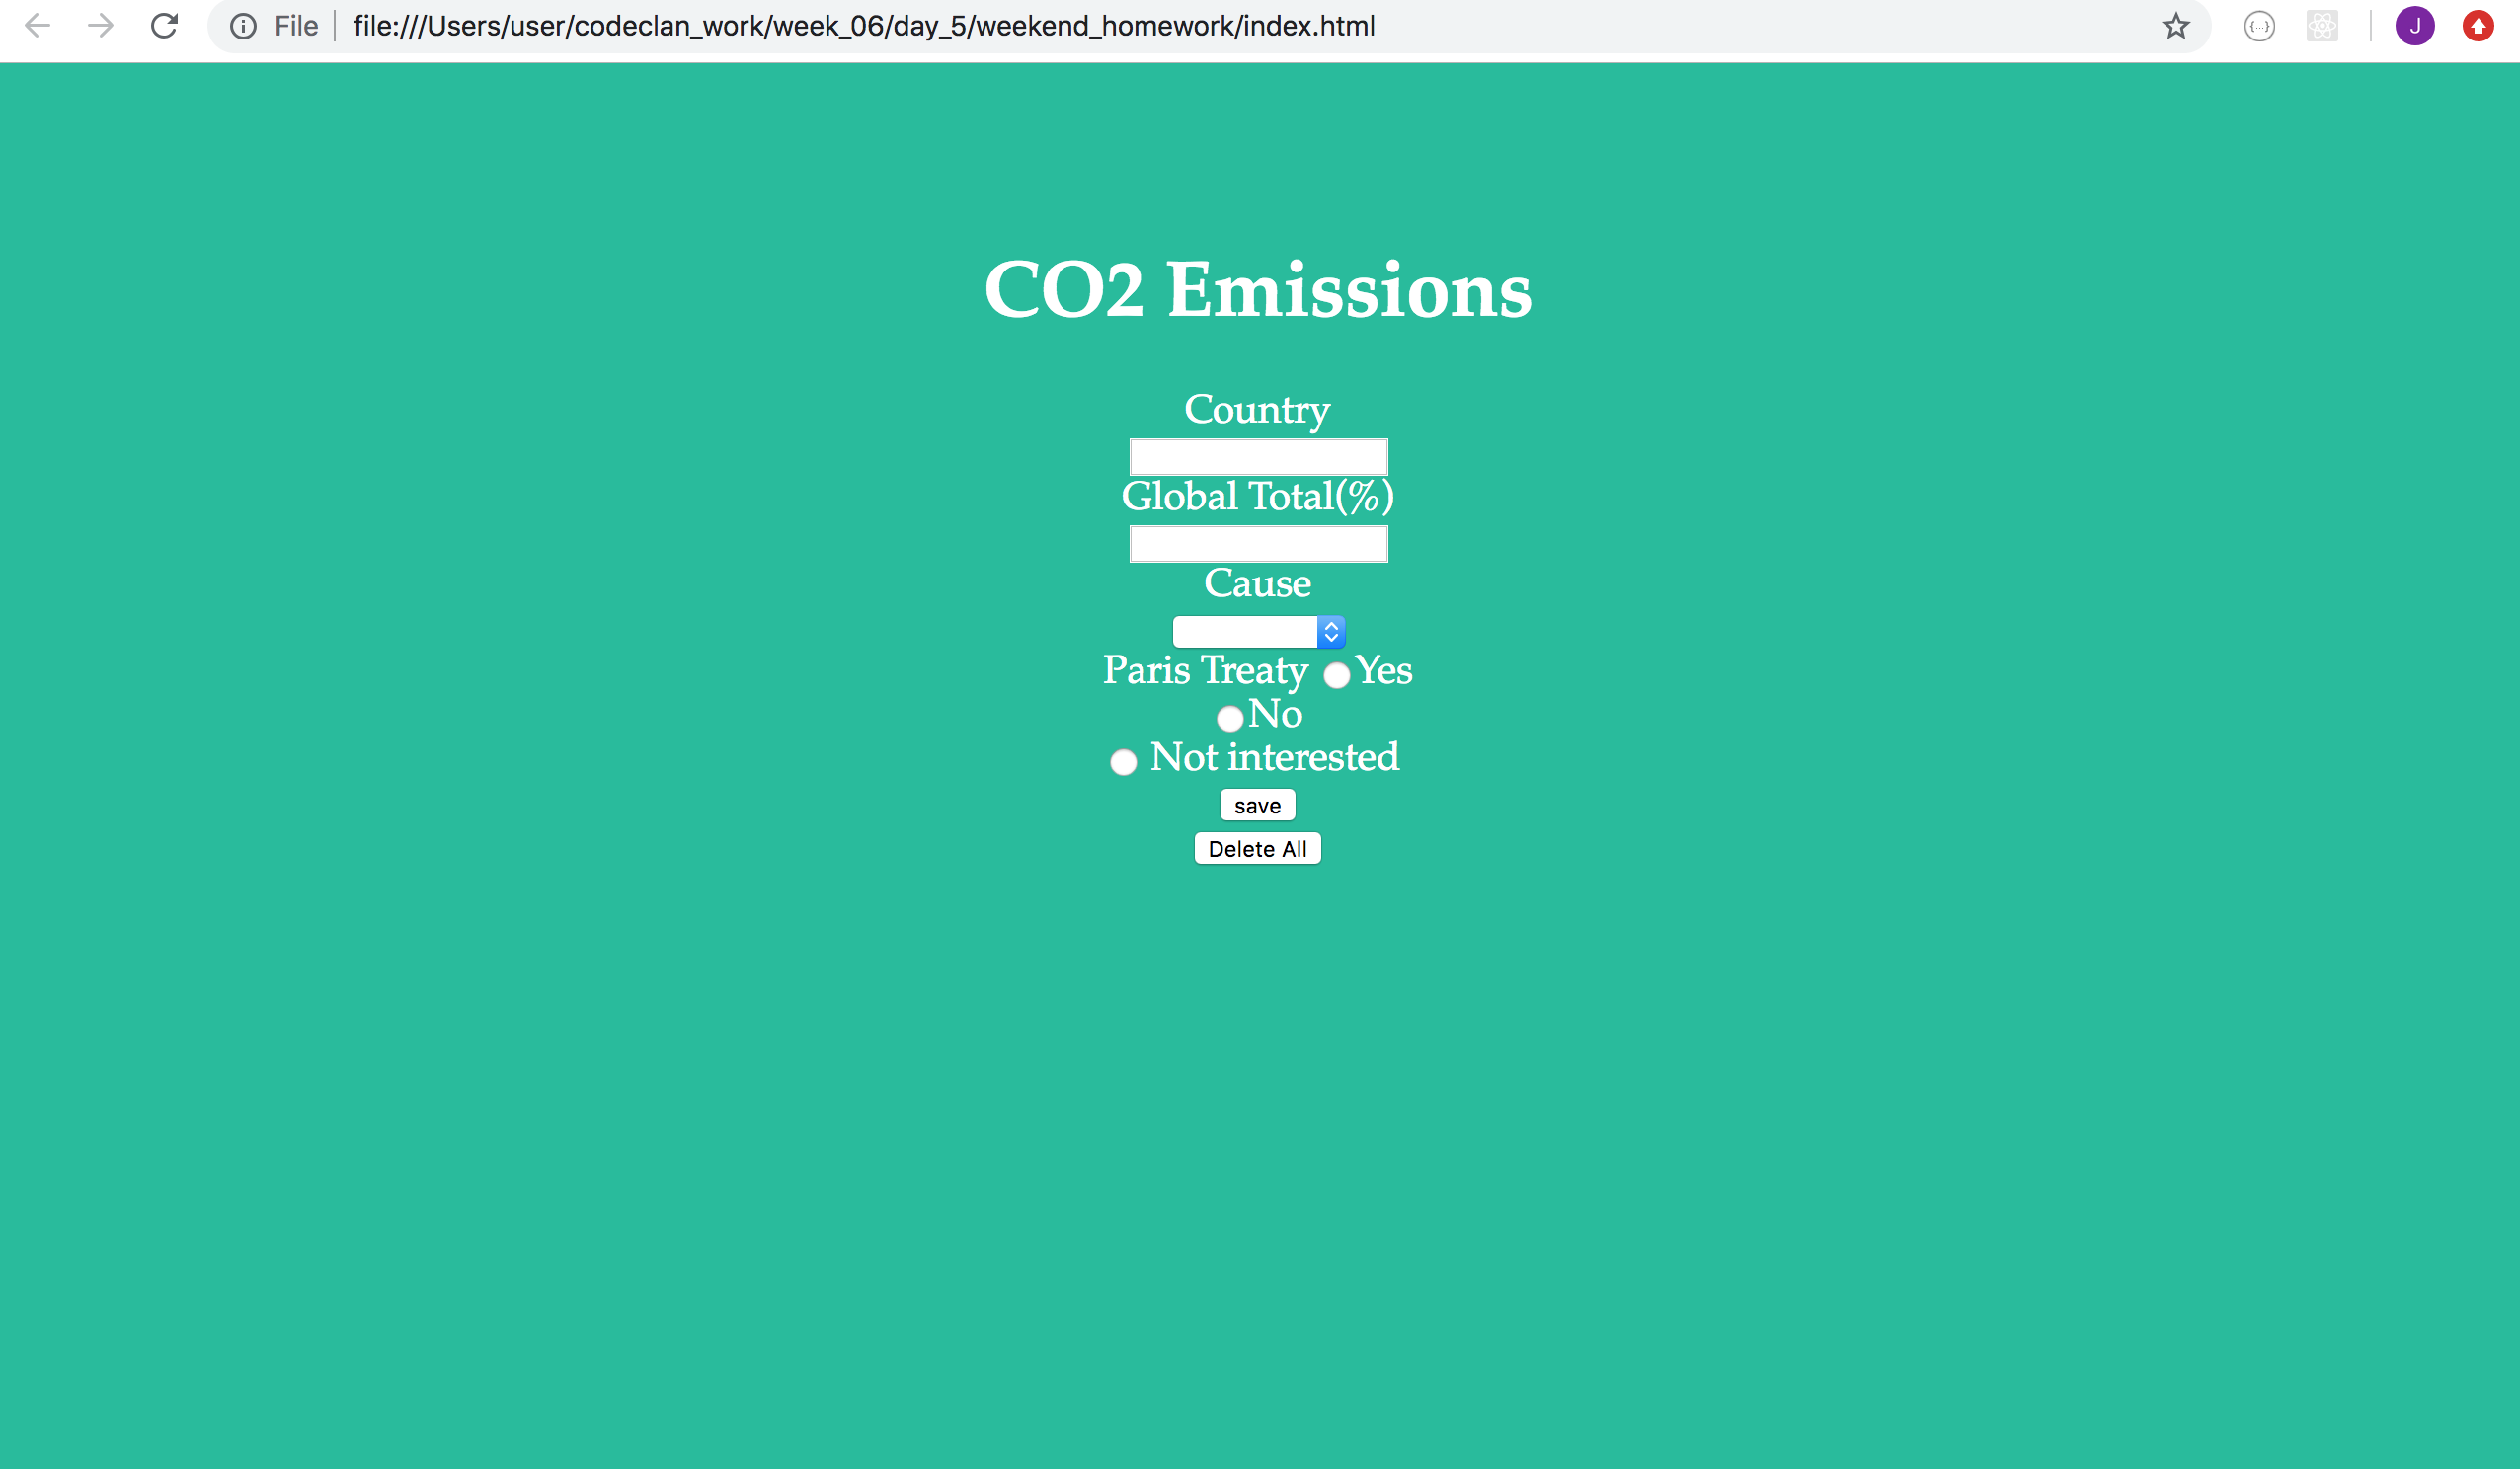 File file:///Users/user/codeclan_work/week_06/day_5/weekend_homework/index.html J
CO2 Emissions
Country
Global Total(%)
Cause
Paris Treaty Yes
No
Not interested
save
Delete All